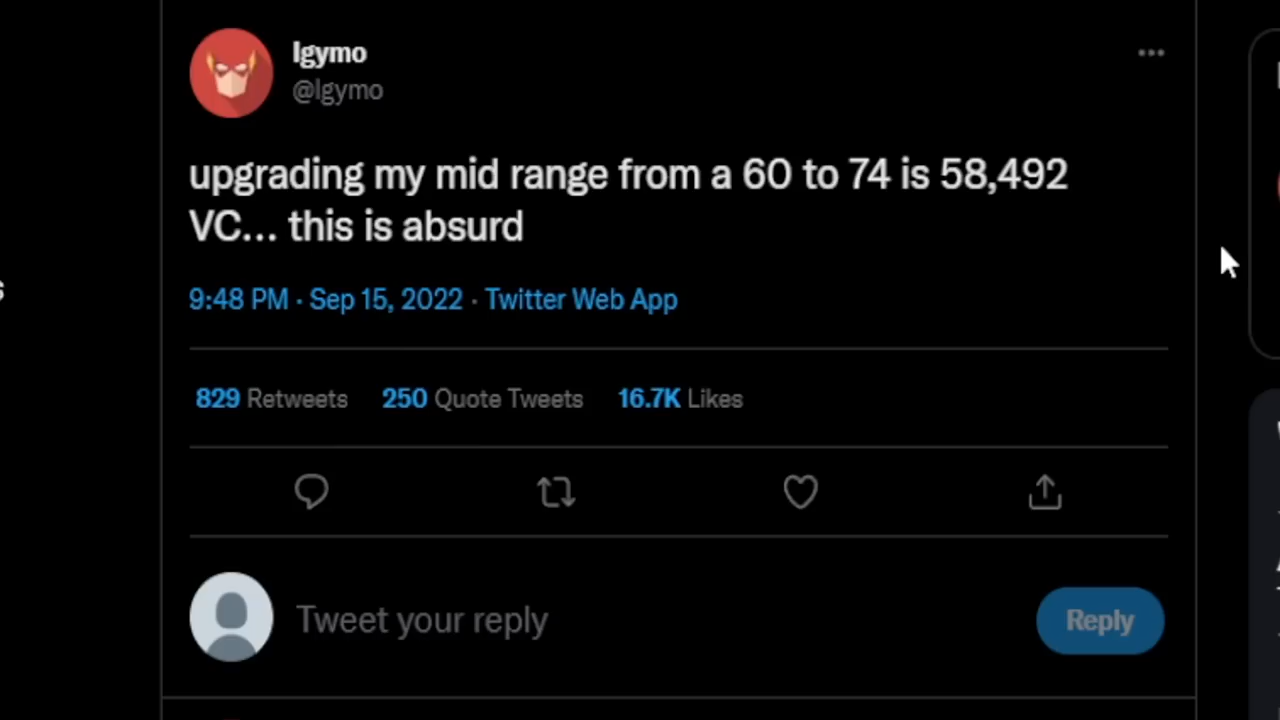 lgymo
@lgymo
upgrading my mid range from a 60 to 74 is 58,492
VC... this is absurd
9:48 PM · Sep 15, 2022 · Twitter Web App
829 Retweets 250 Quote Tweets 16.7K Likes
Tweet your reply
Reply